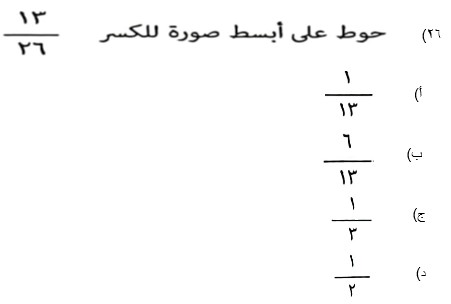 ٢٦) حوط على أبسط صورة للكسر ١٣/٢٦
أ) ١/١٣
ب) ٦/١٣
ج) ١/٣
د) ١/٢